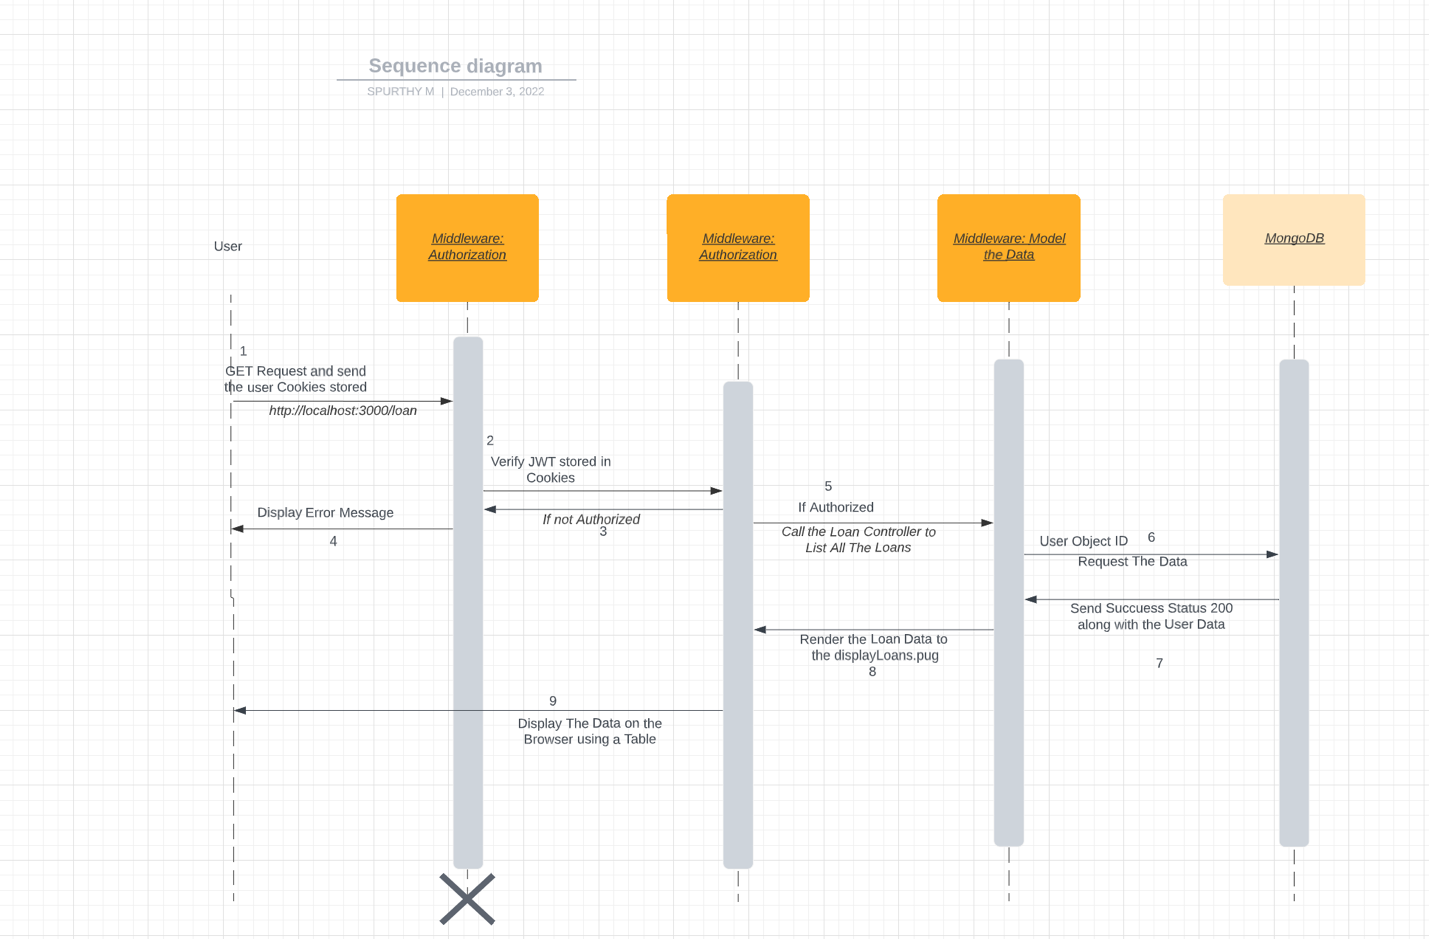 Sequence diagram
SPURTHY M | December 3, 2022
User
Middleware:
Authorization
Middleware:
Authorization
Middleware: Model
the Data
MongoDB
1
GET Request and send
the user Cookies stored
http://localhost:3000/loan
2
Verify JWT stored in
Cookies
If not Authorized
3
Display Error Message
4
5
If Authorized
Call the Loan Controller to
List All The Loans
User Object ID 6
Request The Data
Send Succuess Status 200
along with the User Data
7
Render the Loan Data to
the displayLoans.pug
8
9
Display The Data on the
Browser using a Table